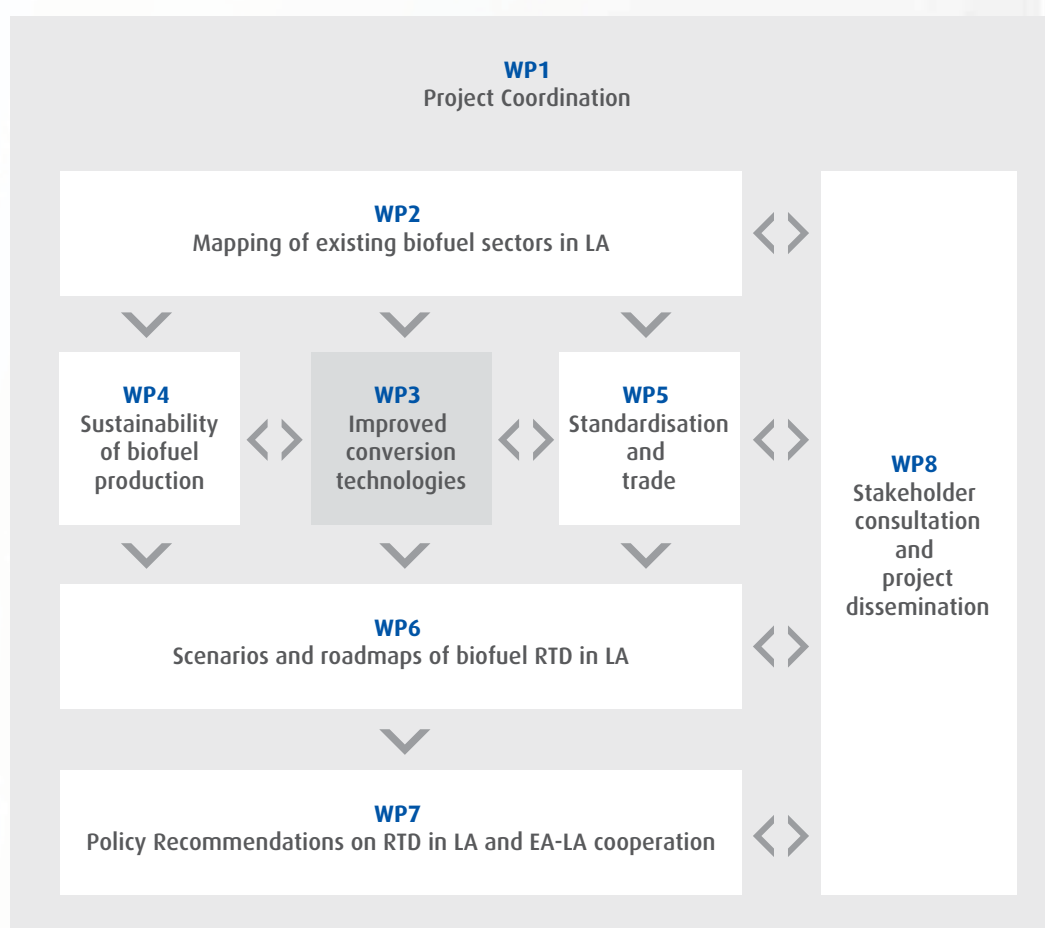 WP1
Project Coordination
WP2
Mapping of existing biofuel sectors in LA
WP4
Sustainability
of biofuel
production
WP3
Improved
conversion
technologies
WP5
Standardisation
and
trade
WP8
Stakeholder
consultation
and
project
dissemination
WP6
Scenarios and roadmaps of biofuel RTD in LA
WP7
Policy Recommendations on RTD in LA and EA-LA cooperation